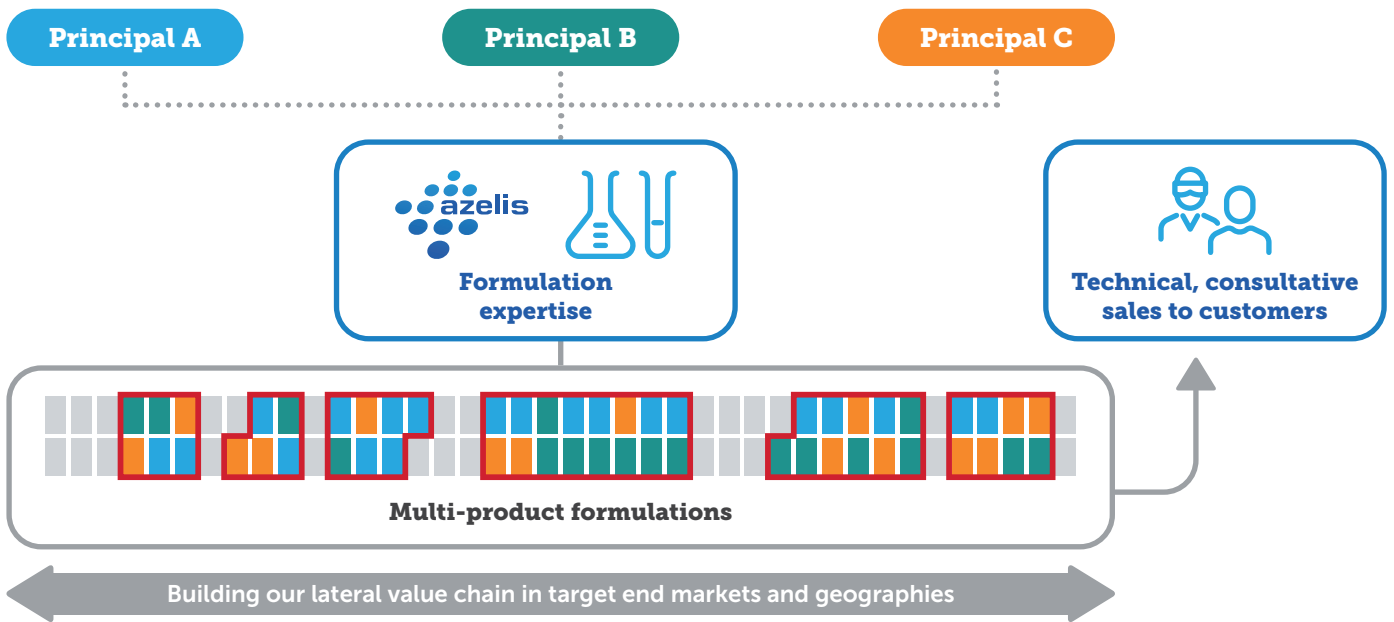 Principal A
Principal B
Principal C
azelis
Formulation
expertise
Technical, consultative
sales to customers
Multi-product formulations
Building our lateral value chain in target end markets and geographies